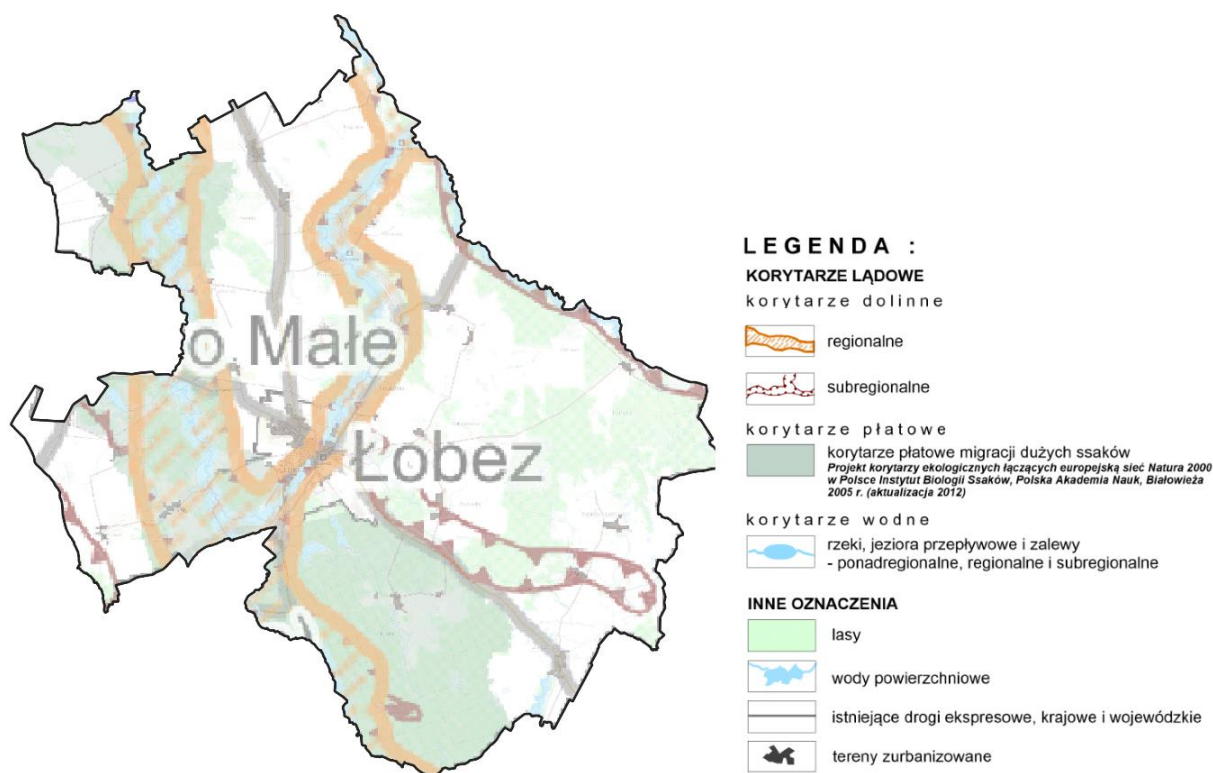 o. Małe
Łobez
LEGENDA :
KORYTARZE LĄDOWE
korytarze dolinne
regionalne
subregionalne
korytarze płatowe
korytarze płatowe migracji dużych ssaków
Projekt korytarzy ekologicznych łączących europejską sieć Natura 2000
w Polsce Instytut Biologii Ssaków, Polska Akademia Nauk, Białowieża
2005 r. (aktualizacja 2012)
korytarze wodne
rzeki, jeziora przepływowe i zalewy
- ponadregionalne, regionalne i subregionalne
INNE OZNACZENIA
lasy
wody powierzchniowe
istniejące drogi ekspresowe, krajowe i wojewódzkie
tereny zurbanizowane